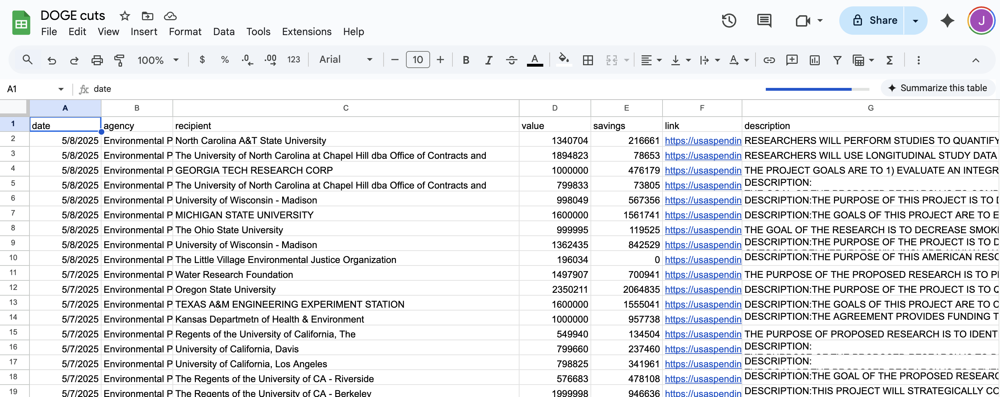 DOGE cuts
File Edit View Insert Format Data Tools Extensions Help
Share
J
100% $ % .0 .00 123 Arial 10 B I A
A1 fx date
Summarize this table
A B C D E F G
1 date agency recipient value savings link description
2 5/8/2025 Environmental P North Carolina A&T State University 1340704 216661 https://usaspendin RESEARCHERS WILL PERFORM STUDIES TO QUANTIFY
3 5/8/2025 Environmental P The University of North Carolina at Chapel Hill dba Office of Contracts and 1894823 78653 https://usaspendin RESEARCHERS WILL USE LONGITUDINAL STUDY DATA
4 5/8/2025 Environmental P GEORGIA TECH RESEARCH CORP 1000000 476179 https://usaspendin THE PROJECT GOALS ARE TO 1) EVALUATE AN INTEGR
5 5/8/2025 Environmental P The University of North Carolina at Chapel Hill dba Office of Contracts and 799833 73805 https://usaspendin DESCRIPTION:
6 5/8/2025 Environmental P University of Wisconsin - Madison 998049 567356 https://usaspendin DESCRIPTION:THE PURPOSE OF THIS PROJECT IS TO
7 5/8/2025 Environmental P MICHIGAN STATE UNIVERSITY 1600000 1561741 https://usaspendin DESCRIPTION:THE GOALS OF THIS PROJECT ARE TO E
8 5/8/2025 Environmental P The Ohio State University 999995 119525 https://usaspendin THE GOAL OF THE RESEARCH IS TO DECREASE SMOK
9 5/8/2025 Environmental P University of Wisconsin - Madison 1362435 842529 https://usaspendin DESCRIPTION:THE PURPOSE OF THE PROJECT IS TO D
10 5/8/2025 Environmental P The Little Village Environmental Justice Organization 196034 0 https://usaspendin DESCRIPTION:THE PURPOSE OF THIS AMERICAN RESC
11 5/7/2025 Environmental P Water Research Foundation 1497907 700941 https://usaspendin THE PURPOSE OF THE PROPOSED RESEARCH IS TO
12 5/7/2025 Environmental P Oregon State University 2350211 2064835 https://usaspendin DESCRIPTION:THE PURPOSE OF THE PROJECT IS TO Q
13 5/7/2025 Environmental P TEXAS A&M ENGINEERING EXPERIMENT STATION 1600000 1555041 https://usaspendin DESCRIPTION:THE GOALS OF THIS PROJECT ARE TO
14 5/7/2025 Environmental P Kansas Departmetn of Health & Environment 1000000 957738 https://usaspendin DESCRIPTION:THE AGREEMENT PROVIDES FUNDING T
15 5/7/2025 Environmental P Regents of the University of California, The 549940 134504 https://usaspendin THE PURPOSE OF PROPOSED RESEARCH IS TO IDENT
16 5/7/2025 Environmental P University of California, Davis 799660 237460 https://usaspendin DESCRIPTION:
17 5/7/2025 Environmental P University of California, Los Angeles 798825 341961 https://usaspendin DESCRIPTION:
18 5/7/2025 Environmental P The Regents of the University of CA - Riverside 576683 478108 https://usaspendin DESCRIPTION:THE GOAL OF THE PROPOSED RESEARC
19 5/7/2025 Environmental P The Regents of the University of CA - Berkeley 1999998 946636 https://usaspendin DESCRIPTION:THIS PROJECT WILL STRATEGICALLY CO